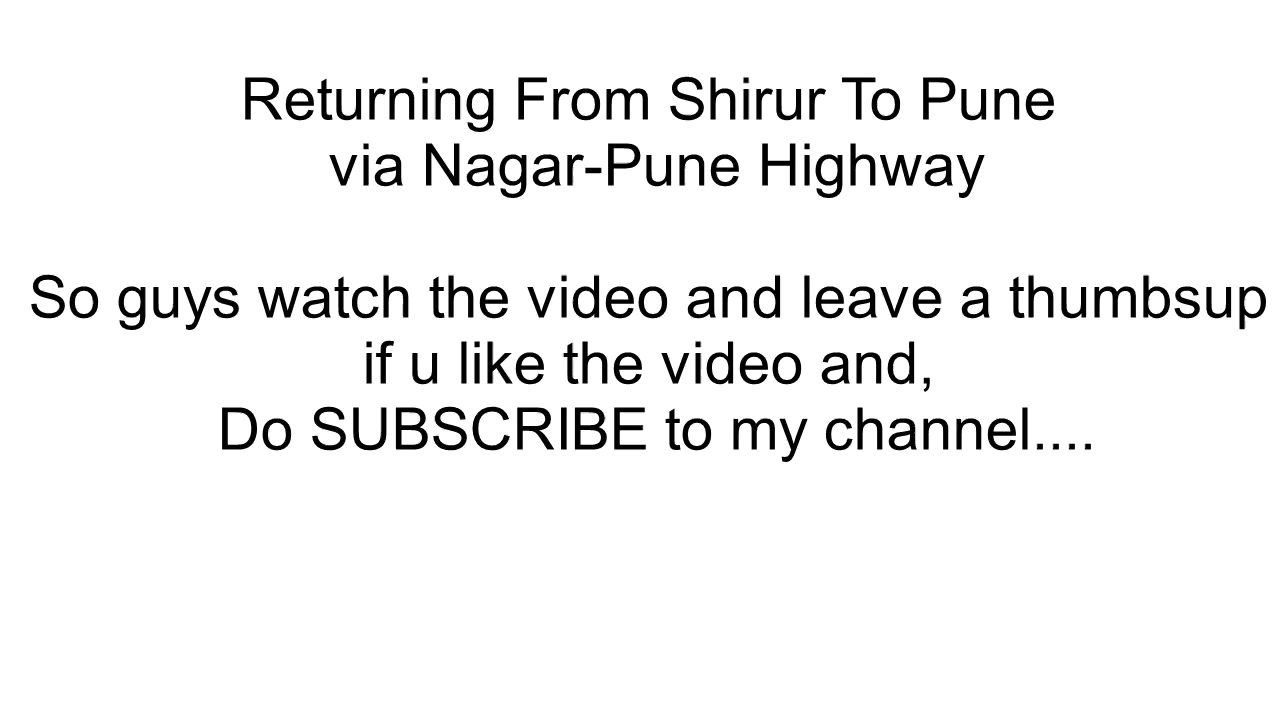 Returning From Shirur To Pune
via Nagar-Pune Highway
So guys watch the video and leave a thumbsup
if u like the video and,
Do SUBSCRIBE to my channel....